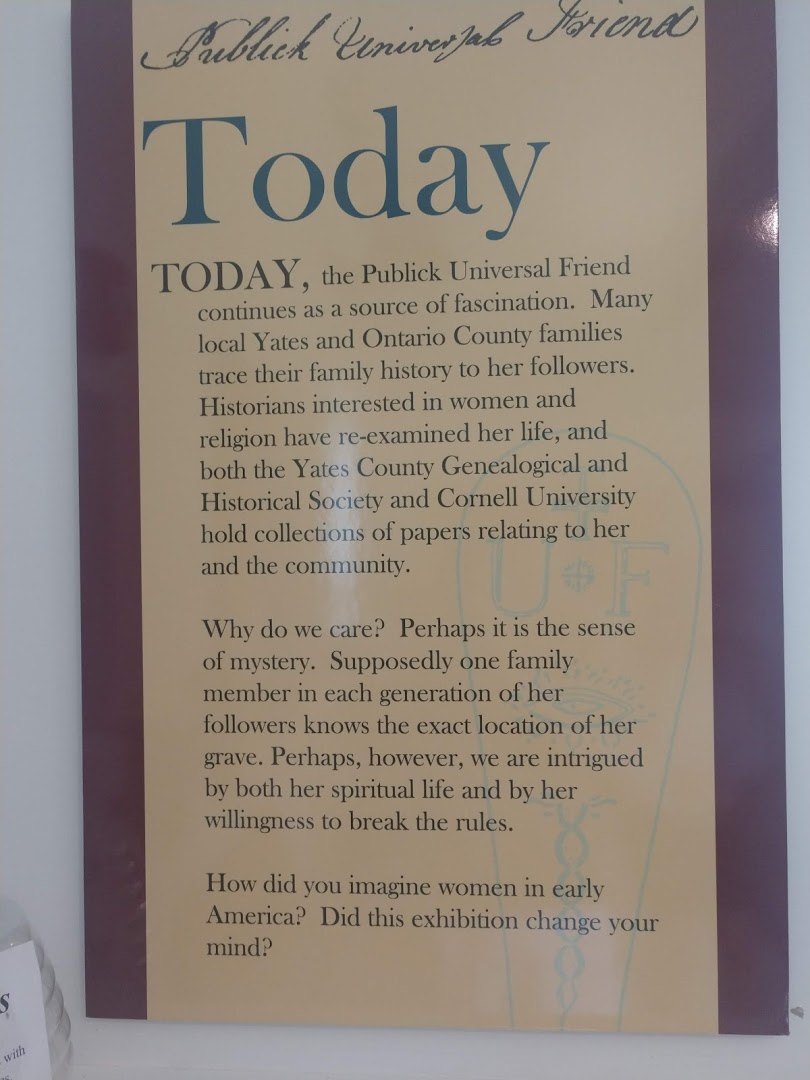 Publick Universal Friend
Today
TODAY, the Publick Universal Friend
continues as a source of fascination.  Many
local Yates and Ontario County families
trace their family history to her followers.
Historians interested in women and
religion have re-examined her life, and
both the Yates County Genealogical and
Historical Society and Cornell University
hold collections of papers relating to her
and the community.
Why do we care?  Perhaps it is the sense
of mystery.  Supposedly one family
member in each generation of her
followers knows the exact location of her
grave. Perhaps, however, we are intrigued
by both her spiritual life and by her
willingness to break the rules.
How did you imagine women in early
America?  Did this exhibition change your
mind?
U F
with